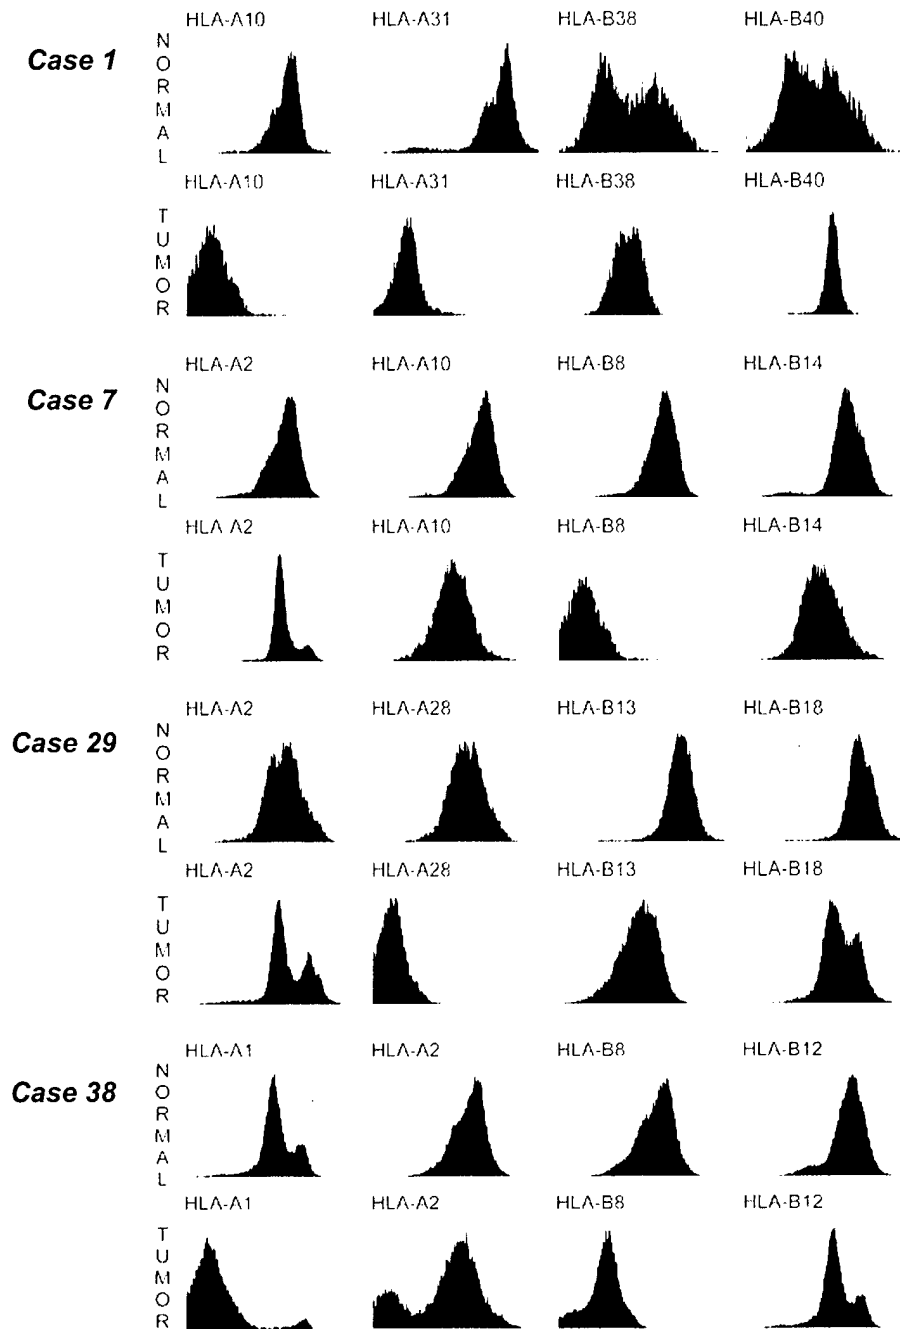 HLA-A10 HLA-A31 HLA-B38 HLA-B40
Case 1 NORMAL
HLA-A10 HLA-A31 HLA-B38 HLA-B40
TUMOR
HLA-A2 HLA-A10 HLA-B8 HLA-B14
Case 7 NORMAL
HLA-A2 HLA-A10 HLA-B8 HLA-B14
TUMOR
HLA-A2 HLA-A28 HLA-B13 HLA-B18
Case 29 NORMAL
HLA-A2 HLA-A28 HLA-B13 HLA-B18
TUMOR
HLA-A1 HLA-A2 HLA-B8 HLA-B12
Case 38 NORMAL
HLA-A1 HLA-A2 HLA-B8 HLA-B12
TUMOR